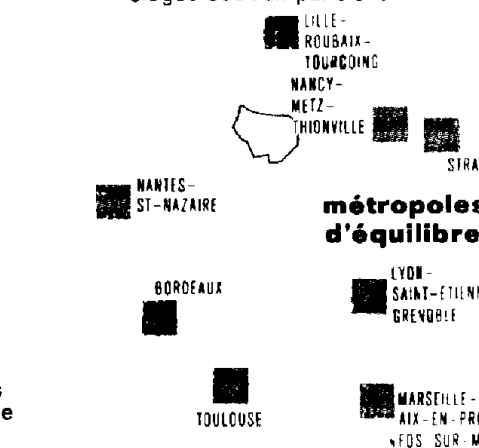 LILLE-
ROUBAIX-
TOURCOING
NANCY-
METZ-
THIONVILLE
STRA
NANTES-
ST-NAZAIRE
métropoles
d'équilibre
LYON-
SAINT-ÉTIENN
GRENOBLE
BORDEAUX
TOULOUSE
MARSEILLE-
AIX-EN-PRO
FOS SUR-M
s
e